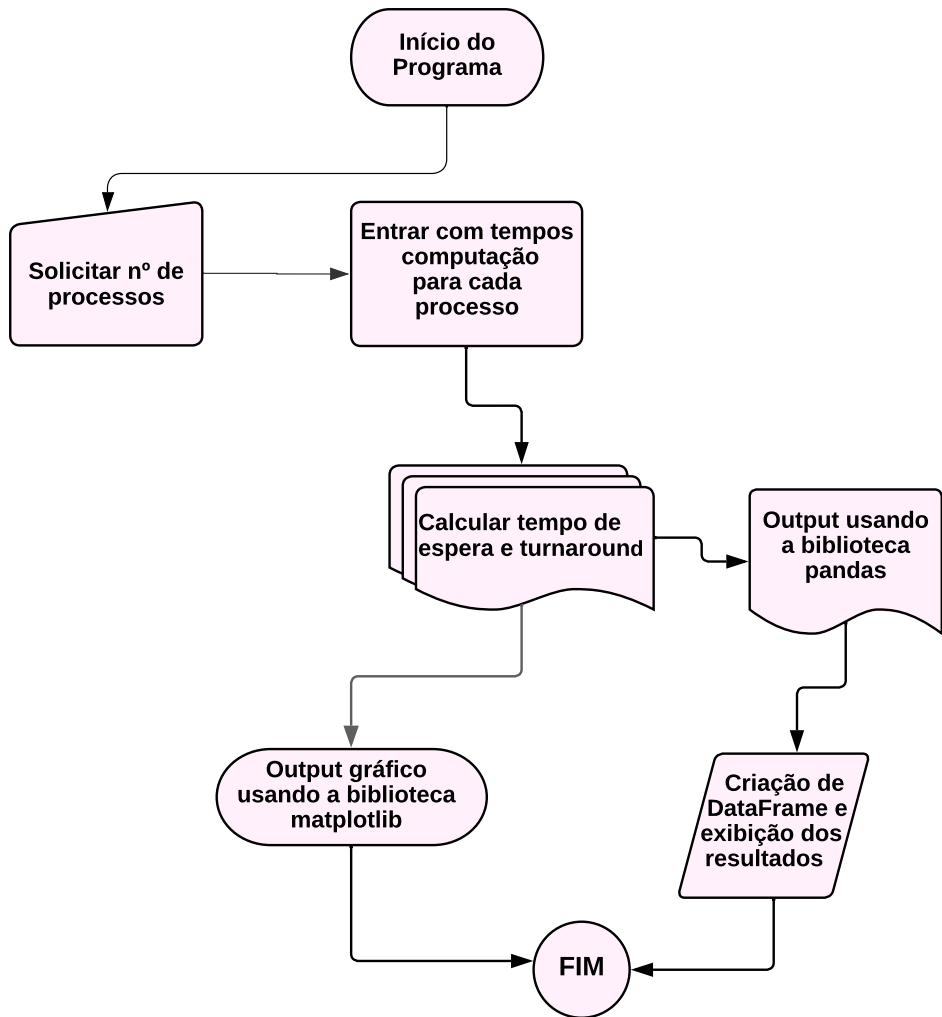 Início do
Programa
Solicitar nº de
processos
Entrar com tempos
computação
para cada
processo
Calcular tempo de
espera e turnaround
Output usando
a biblioteca
pandas
Output gráfico
usando a biblioteca
matplotlib
Criação de
DataFrame e
exibição dos
resultados
FIM